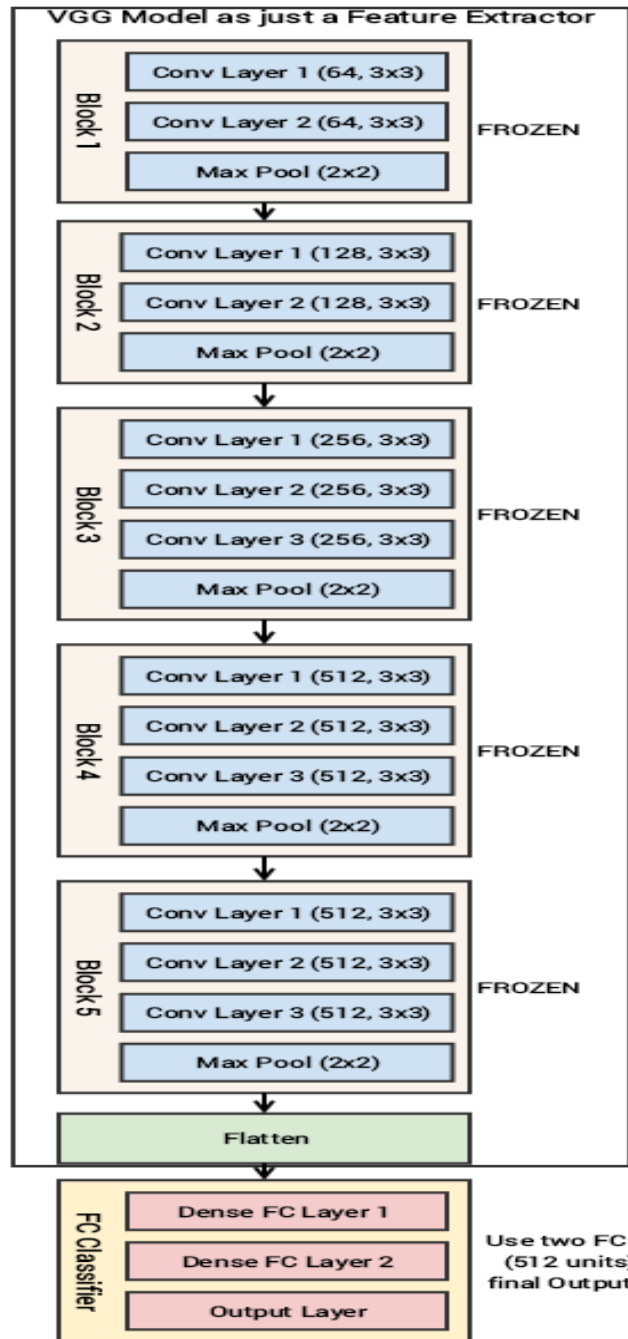 VGG Model as just a Feature Extractor
Block 1
Conv Layer 1 (64, 3x3)
Conv Layer 2 (64, 3x3)
Max Pool (2x2)
FROZEN
Block 2
Conv Layer 1 (128, 3x3)
Conv Layer 2 (128, 3x3)
Max Pool (2x2)
FROZEN
Block 3
Conv Layer 1 (256, 3x3)
Conv Layer 2 (256, 3x3)
Conv Layer 3 (256, 3x3)
Max Pool (2x2)
FROZEN
Block 4
Conv Layer 1 (512, 3x3)
Conv Layer 2 (512, 3x3)
Conv Layer 3 (512, 3x3)
Max Pool (2x2)
FROZEN
Block 5
Conv Layer 1 (512, 3x3)
Conv Layer 2 (512, 3x3)
Conv Layer 3 (512, 3x3)
Max Pool (2x2)
FROZEN
Flatten
FC Classifier
Dense FC Layer 1
Dense FC Layer 2
Output Layer
Use two FC
(512 units)
final Output